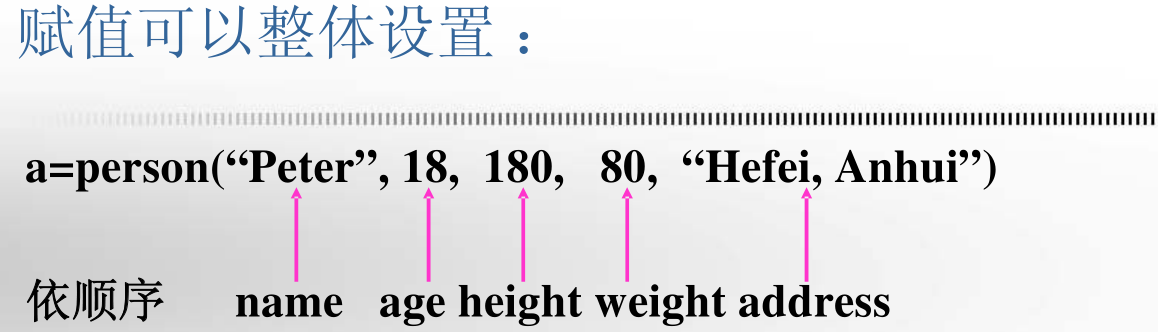 赋值可以整体设置：
a=person(“Peter”, 18, 180, 80, “Hefei, Anhui”)
依顺序 name age height weight address